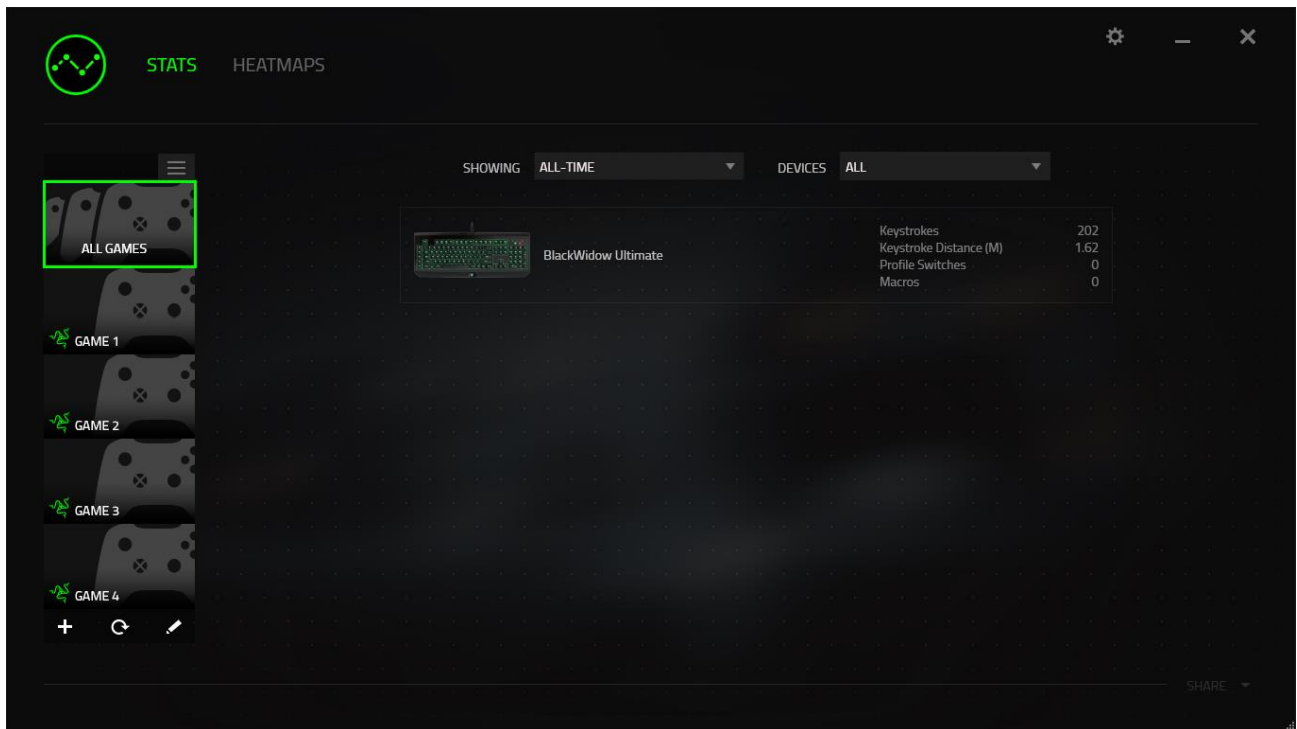 STATS HEATMAPS
SHOWING ALL-TIME DEVICES ALL
ALL GAMES
GAME 1
GAME 2
GAME 3
GAME 4
BlackWidow Ultimate
Keystrokes 202
Keystroke Distance (M) 1.62
Profile Switches 0
Macros 0
SHARE